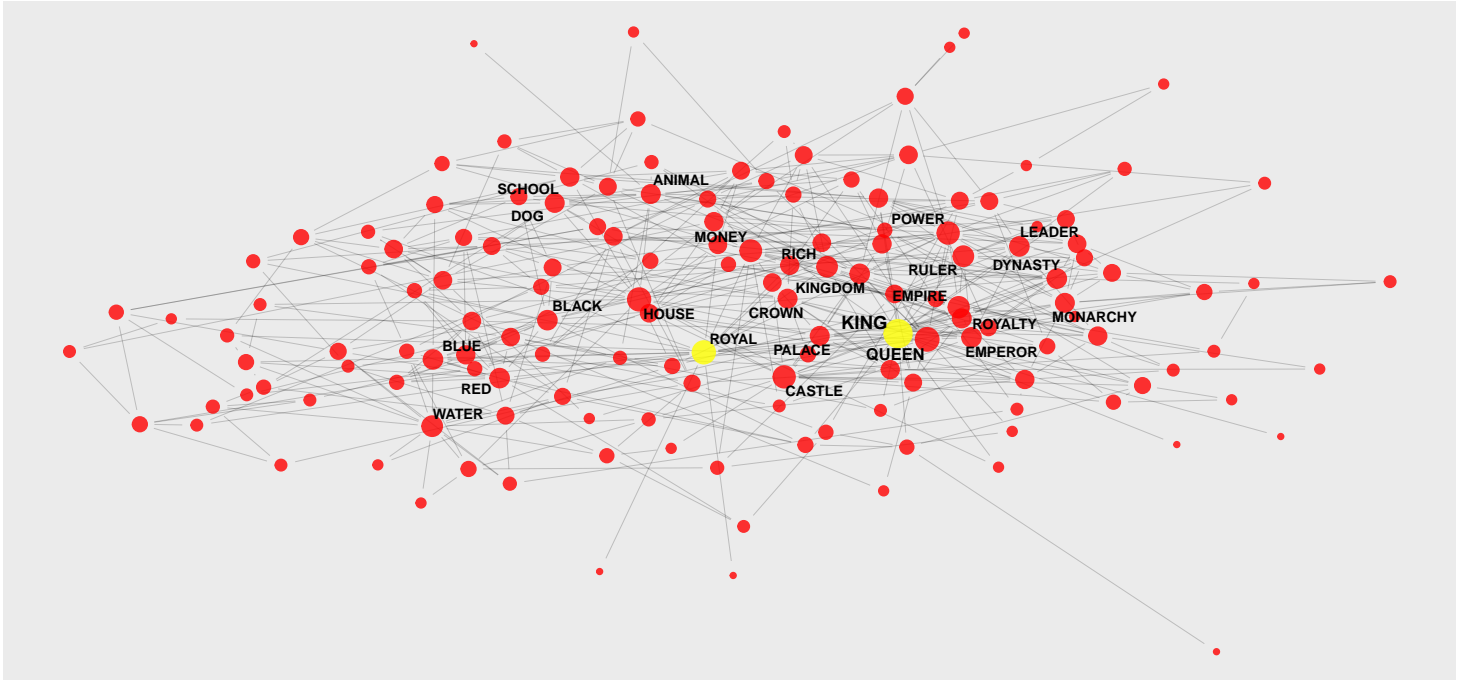 ANIMAL
SCHOOL
DOG
POWER
LEADER
MONEY
RICH
RULER
DYNASTY
KINGDOM
EMPIRE
BLACK
HOUSE
CROWN
MONARCHY
KING
ROYALTY
ROYAL
BLUE
PALACE
QUEEN
EMPEROR
RED
CASTLE
WATER